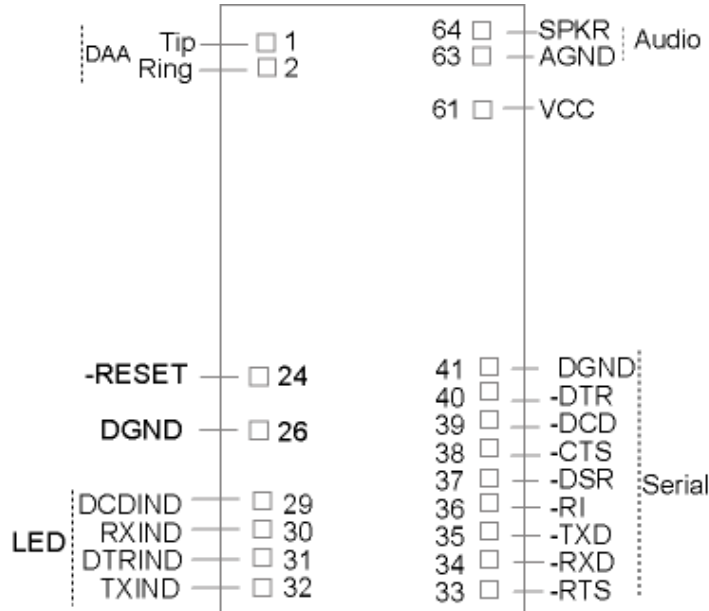 DAA
Tip 1
Ring 2
64 SPKR
63 AGND
Audio
61 VCC
-RESET 24
DGND 26
LED
DCDIND 29
RXIND 30
DTRIND 31
TXIND 32
41 DGND
40 -DTR
39 -DCD
38 -CTS
37 -DSR
36 -RI
35 -TXD
34 -RXD
33 -RTS
Serial